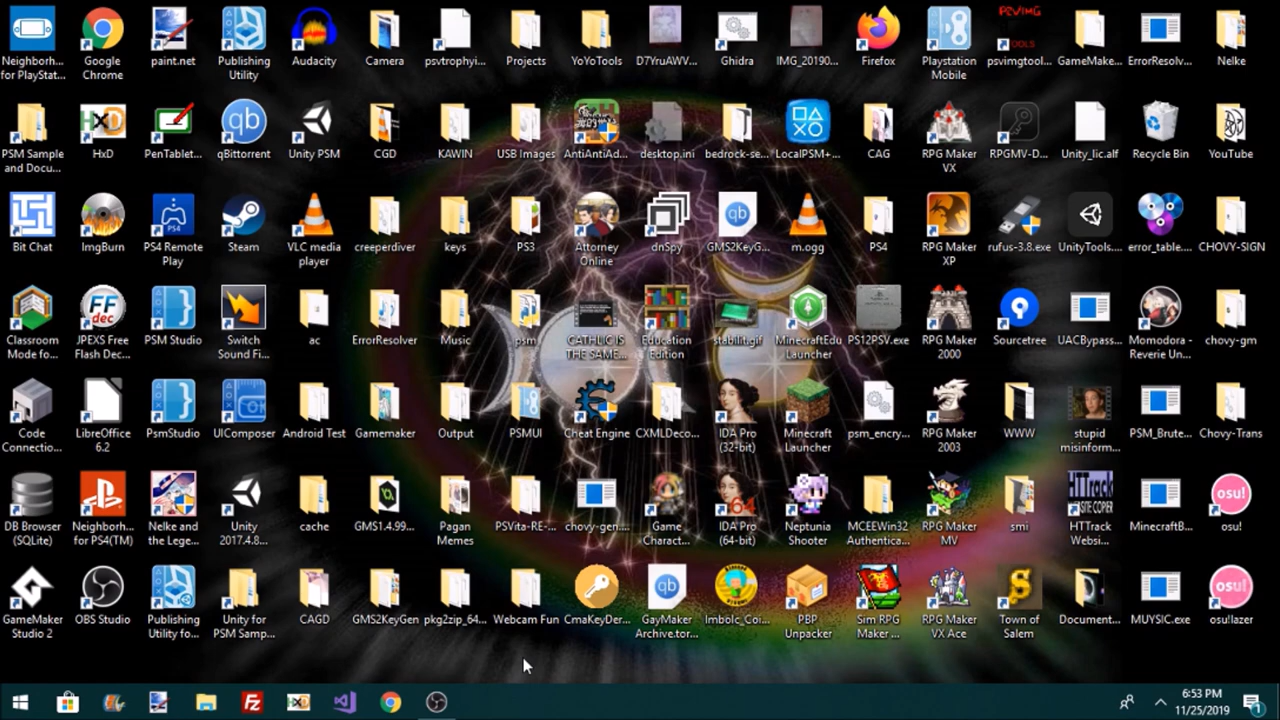 Neighborh... for PlayStat...
Google Chrome
paint.net
Publishing Utility
Audacity
Camera
psvtrophyi...
Projects
YoYoTools
D7YruAWV...
Ghidra
IMG_20190...
Firefox
Playstation Mobile
PSVIMG TOOLS
psvimgtool...
GameMake...
ErrorResolv...
Nelke
PSM Sample and Docu...
HxD
PenTablet...
qBittorrent
Unity PSM
CGD
KAWIN
USB Images
AntiAntiAd...
desktop.ini
bedrock-se...
LocalPSM+...
CAG
RPG Maker VX
RPGMV-D...
Unity_lic.alf
Recycle Bin
YouTube
Bit Chat
ImgBurn
PS4 Remote Play
Steam
VLC media player
creeperdiver
keys
PS3
Attorney Online
dnSpy
GMS2KeyG...
m.ogg
PS4
RPG Maker XP
rufus-3.8.exe
UnityTools....
error_table....
CHOVY-SIGN
Classroom Mode for...
JPEXS Free Flash Dec...
PSM Studio
Switch Sound Fi...
ac
ErrorResolver
Music
psm
CATHLIC IS THE SAME...
Education Edition
stabilit.gif
MinecraftEdu Launcher
PS12PSV.exe
RPG Maker 2000
Sourcetree
UACBypass...
Momodora - Reverie Un...
chovy-gm
Code Connectio...
LibreOffice 6.2
PsmStudio
UIComposer
Android Test
Gamemaker
Output
PSMUI
Cheat Engine
CXMLDeco...
IDA Pro (32-bit)
Minecraft Launcher
psm_encry...
RPG Maker 2003
WWW
stupid misinform...
PSM_Brute...
Chovy-Trans
DB Browser (SQLite)
Neighborh... for PS4(TM)
Nelke and the Lege...
Unity 2017.4.8...
cache
GMS1.4.99...
Pagan Memes
PSVita-RE-...
chovy-gen....
Game Charact...
IDA Pro (64-bit)
Neptunia Shooter
MCEEWin32 Authentica...
RPG Maker MV
smi
HTTrack Websi...
MinecraftB...
osu!
GameMaker Studio 2
OBS Studio
Publishing Utility fo...
Unity for PSM Samp...
CAGD
GMS2KeyGen
pkg2zip_64...
Webcam Fun
CmaKeyDer...
GayMaker Archive.tor...
Imbolc_Coi...
PBP Unpacker
Sim RPG Maker ...
RPG Maker VX Ace
Town of Salem
Document...
MUYSIC.exe
osu!lazer
6:53 PM
11/25/2019